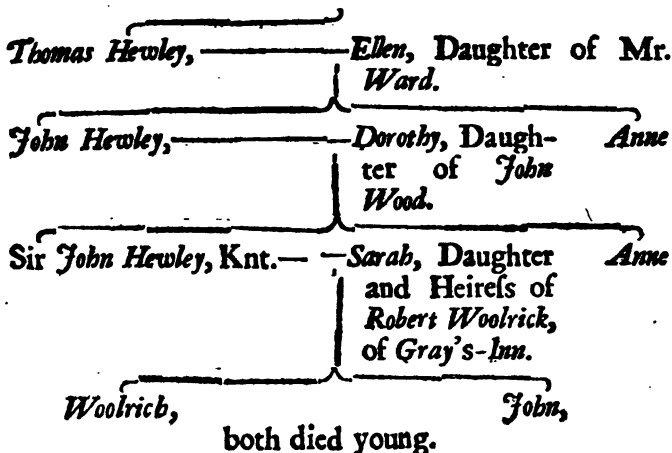 Thomas Hewley, Ellen, Daughter of Mr.
Ward.
John Hewley, Dorothy, Daugh- Anne
ter of John
Wood.
Sir John Hewley, Knt. Sarah, Daughter Anne
and Heireſs of
Robert Woolrick,
of Gray's-Inn.
Woolrich, John,
both died young.